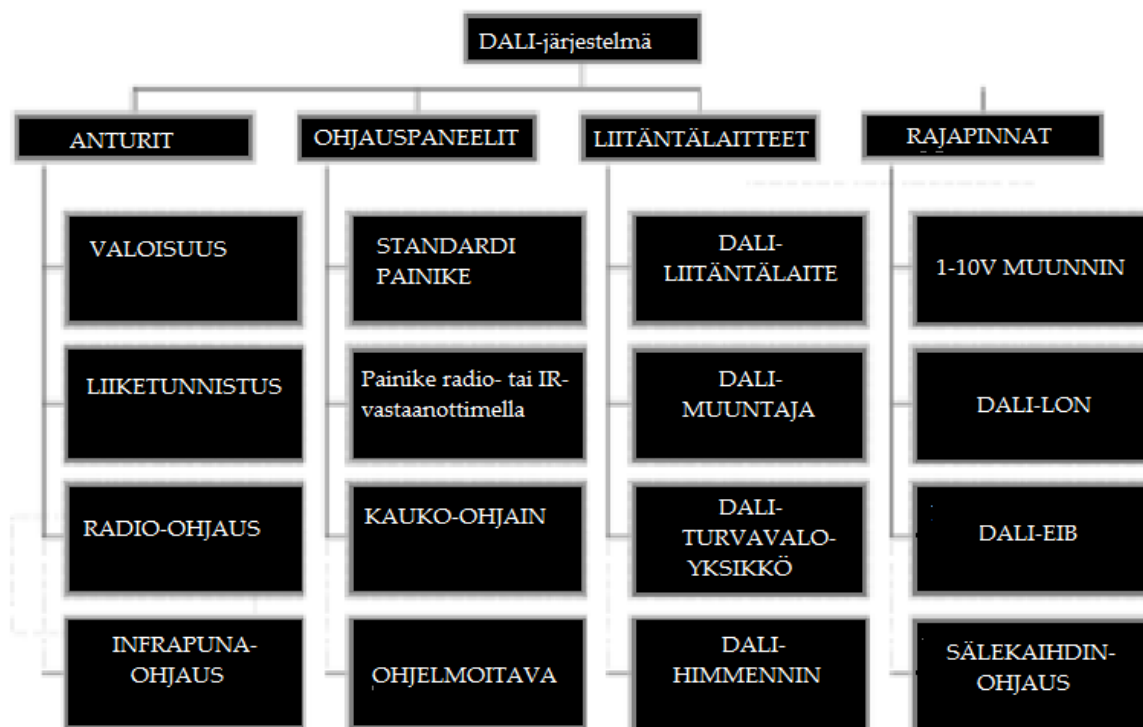 DALI-järjestelmä
ANTURIT
OHJAUSPANEELIT
LIITÄNTÄLAITTEET
RAJAPINNAT
VALOISUUS
LIIKETUNNISTUS
RADIO-OHJAUS
INFRAPUNA-
OHJAUS
STANDARDI
PAINIKE
Painike radio- tai IR-
vastaanottimella
KAUKO-OHJAIN
OHJELMOITAVA
DALI-
LIITÄNTÄLAITE
DALI-
MUUNTAJA
DALI-
TURVAVALO-
YKSIKKÖ
DALI-
HIMMENNIN
1-10V MUUNNIN
DALI-LON
DALI-EIB
SÄLEKAIHDIN-
OHJAUS